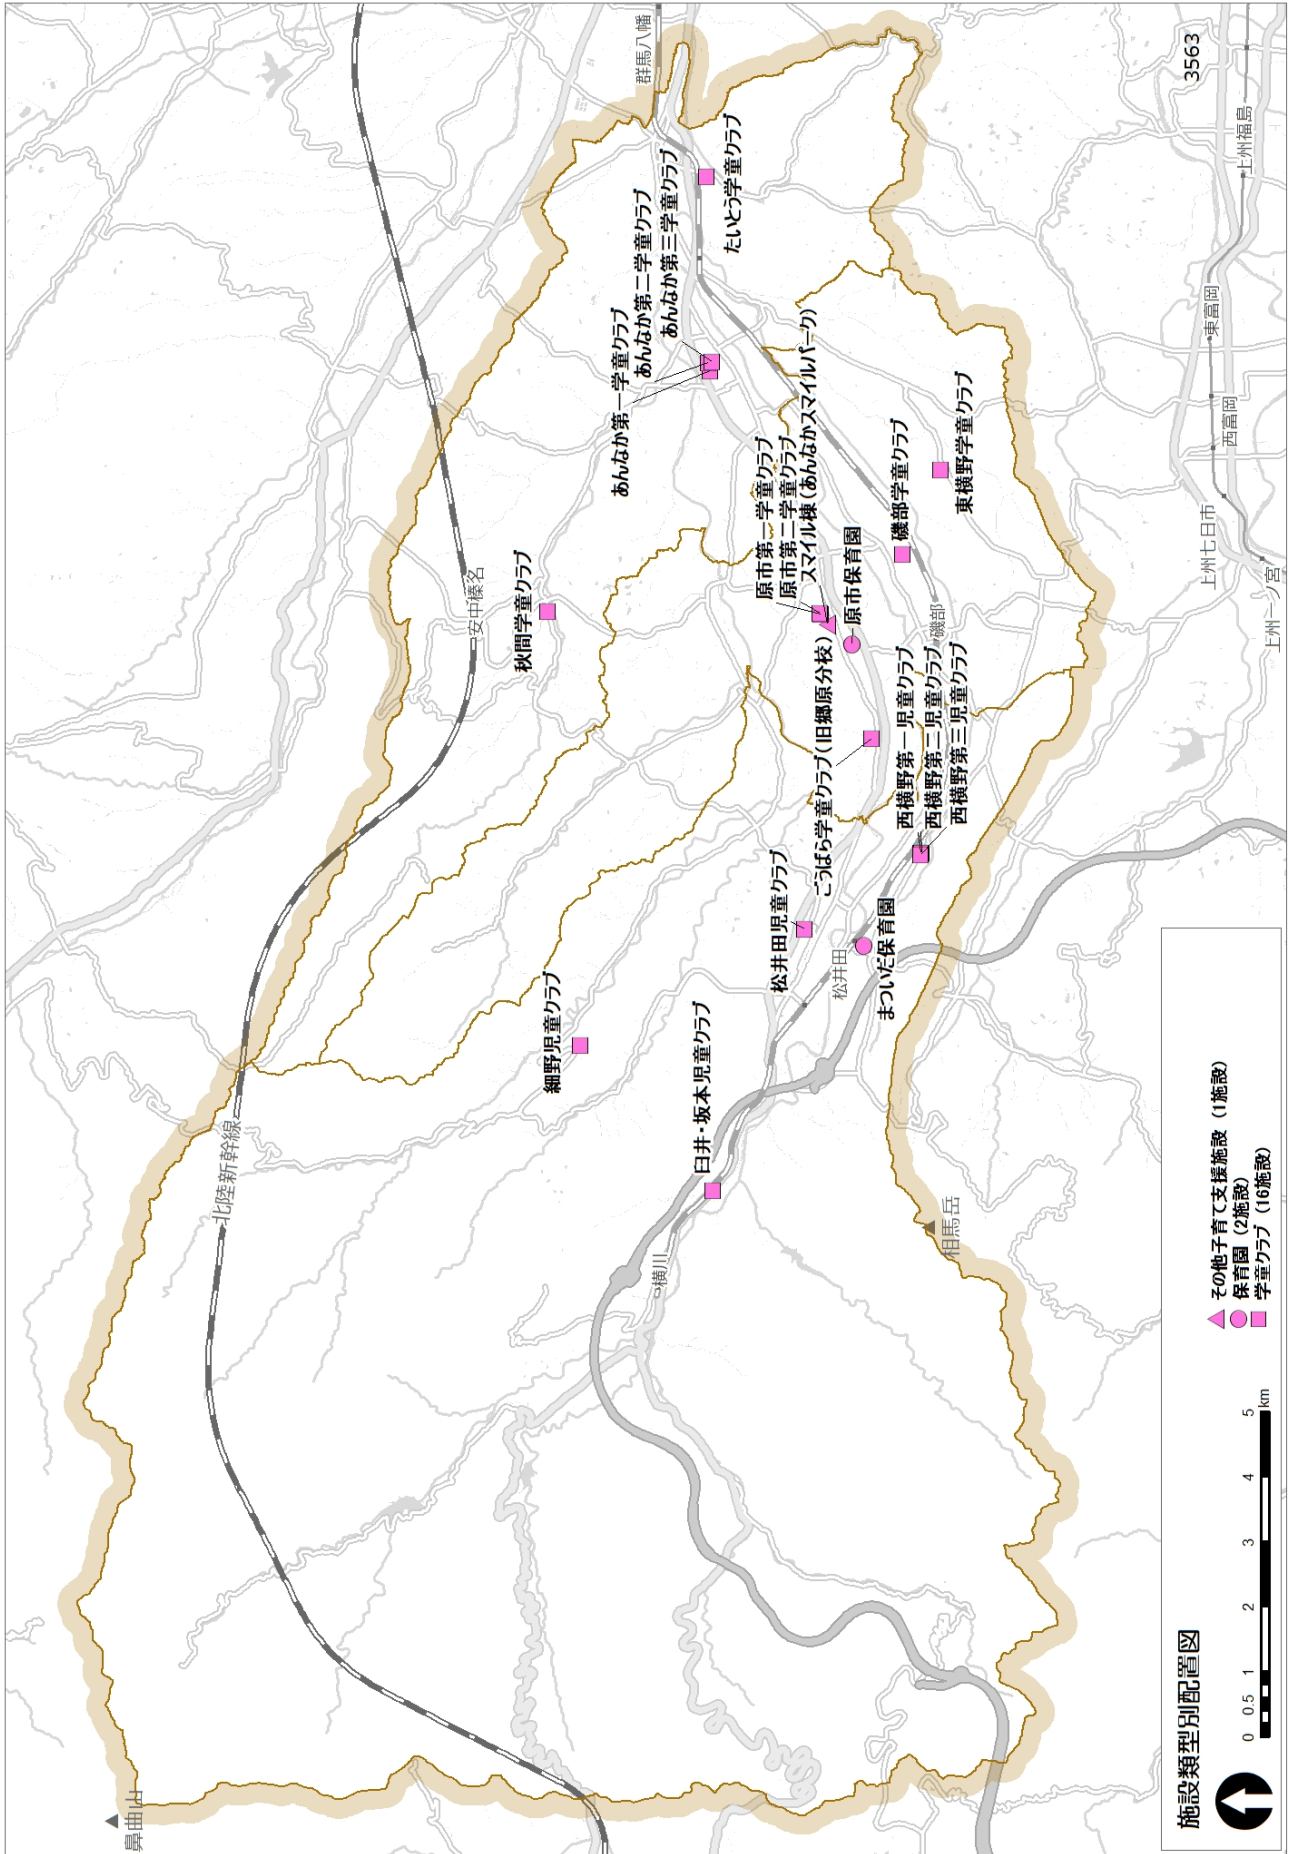 鼻曲山
北陸新幹線
安中榛名
群馬八幡
秋間学童クラブ
細野児童クラブ
あんなか第一学童クラブ
あんなか第二学童クラブ
あんなか第三学童クラブ
たいとう学童クラブ
臼井・坂本児童クラブ
横川
松井田児童クラブ
松井田
まついだ保育園
ごうばら学童クラブ(旧郷原分校)
原市第一学童クラブ
原市第二学童クラブ
スマイル棟(あんなかスマイルパーク)
原市保育園
磯部学童クラブ
磯部
東横野学童クラブ
西横野第一児童クラブ
西横野第二児童クラブ
西横野第三児童クラブ
相馬岳
上州一ノ宮
上州七日市
西富岡
東富岡
上州福島
3563
施設類型別配置図
0 0.5 1 2 3 4 5
km
その他子育て支援施設 (1施設)
保育園 (2施設)
学童クラブ (16施設)